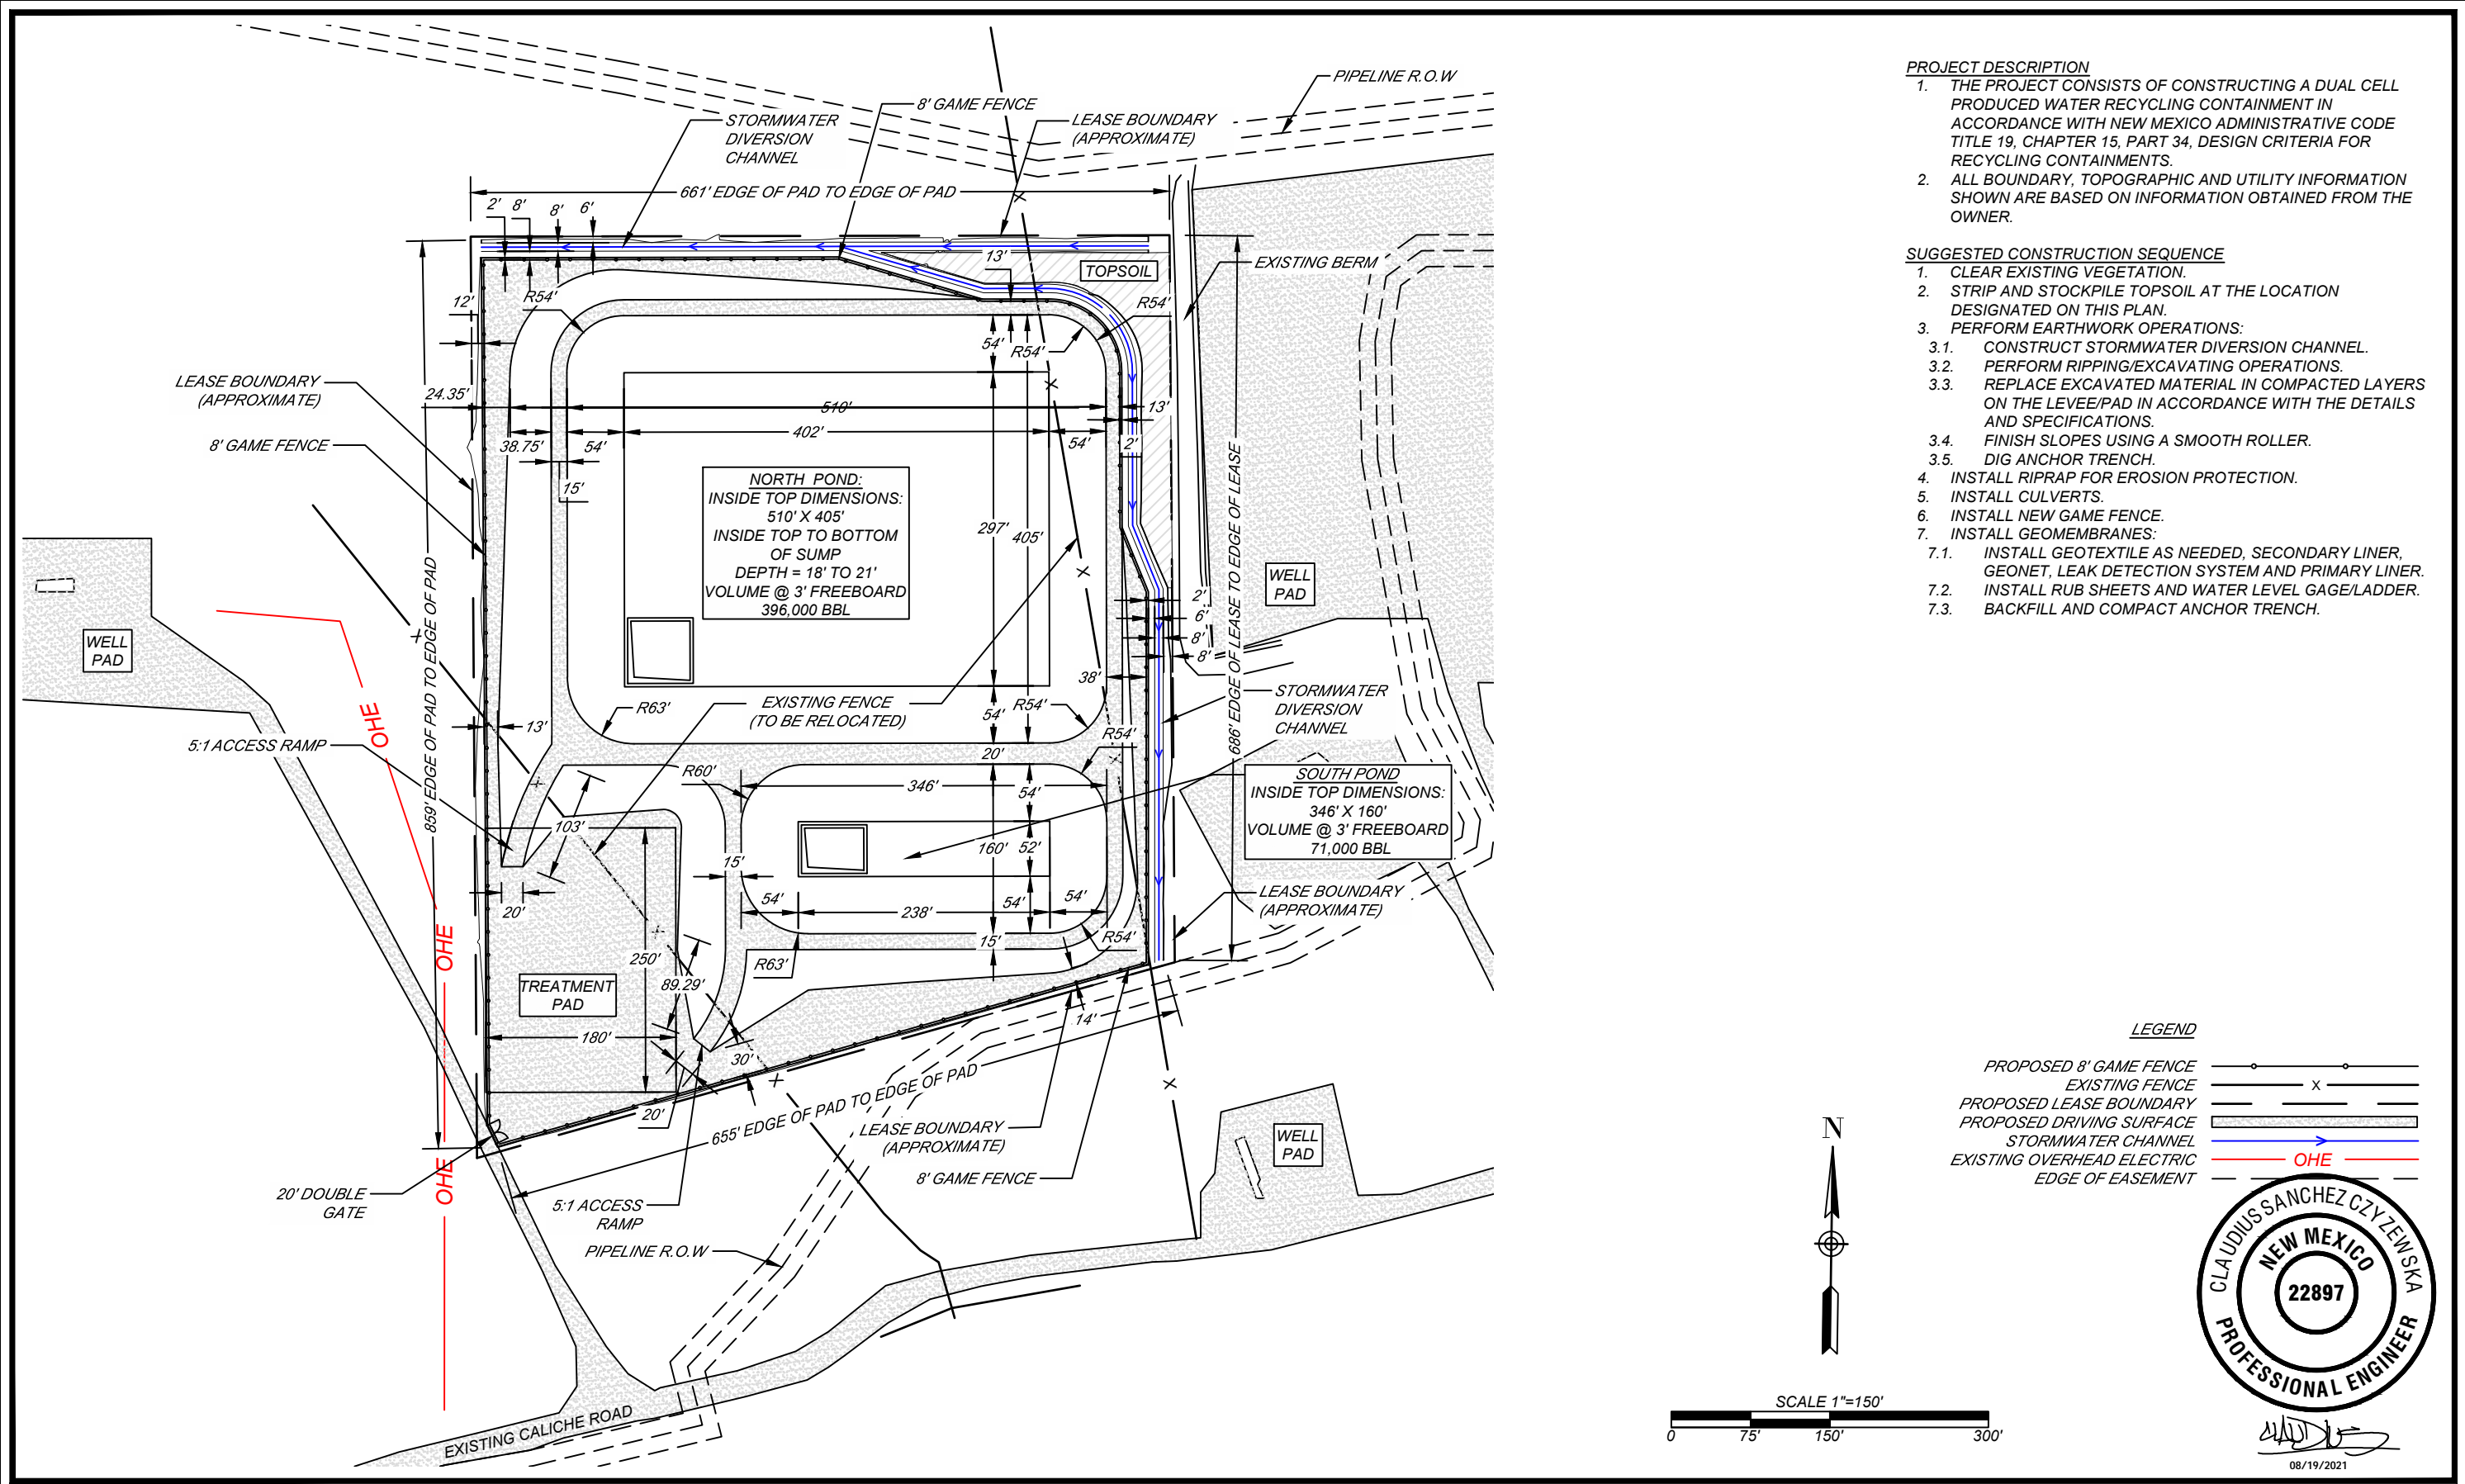 PIPELINE R.O.W
8' GAME FENCE
LEASE BOUNDARY
(APPROXIMATE)
STORMWATER
DIVERSION
CHANNEL
661' EDGE OF PAD TO EDGE OF PAD
2'
8'
8'
6'
13'
TOPSOIL
EXISTING BERM
12'
R54'
R54'
54'
R54'
LEASE BOUNDARY
(APPROXIMATE)
24.35'
510'
13'
38.75'
54'
402'
54'
2'
8' GAME FENCE
15'
NORTH POND:
INSIDE TOP DIMENSIONS:
510' X 405'
INSIDE TOP TO BOTTOM
OF SUMP
DEPTH = 18' TO 21'
VOLUME @ 3' FREEBOARD
396,000 BBL
297'
405'
686' EDGE OF LEASE TO EDGE OF LEASE
859' EDGE OF PAD TO EDGE OF PAD
WELL
PAD
WELL
PAD
2'
6'
8'
8'
X
X
X
X
X
X
X
X
X
X
OHE
OHE
OHE
38'
R63'
EXISTING FENCE
(TO BE RELOCATED)
54'
R54'
STORMWATER
DIVERSION
CHANNEL
13'
5:1 ACCESS RAMP
20'
R54'
R60'
346'
54'
SOUTH POND
INSIDE TOP DIMENSIONS:
346' X 160'
VOLUME @ 3' FREEBOARD
71,000 BBL
103'
15'
160'
52'
20'
54'
238'
54'
54'
LEASE BOUNDARY
(APPROXIMATE)
15'
R54'
250'
R63'
89.29'
TREATMENT
PAD
14'
180'
30'
20'
655' EDGE OF PAD TO EDGE OF PAD
LEASE BOUNDARY
(APPROXIMATE)
8' GAME FENCE
WELL
PAD
20' DOUBLE
GATE
5:1 ACCESS
RAMP
PIPELINE R.O.W
EXISTING CALICHE ROAD
PROJECT DESCRIPTION
1. THE PROJECT CONSISTS OF CONSTRUCTING A DUAL CELL
PRODUCED WATER RECYCLING CONTAINMENT IN
ACCORDANCE WITH NEW MEXICO ADMINISTRATIVE CODE
TITLE 19, CHAPTER 15, PART 34, DESIGN CRITERIA FOR
RECYCLING CONTAINMENTS.
2. ALL BOUNDARY, TOPOGRAPHIC AND UTILITY INFORMATION
SHOWN ARE BASED ON INFORMATION OBTAINED FROM THE
OWNER.
SUGGESTED CONSTRUCTION SEQUENCE
1. CLEAR EXISTING VEGETATION.
2. STRIP AND STOCKPILE TOPSOIL AT THE LOCATION
DESIGNATED ON THIS PLAN.
3. PERFORM EARTHWORK OPERATIONS:
3.1. CONSTRUCT STORMWATER DIVERSION CHANNEL.
3.2. PERFORM RIPPING/EXCAVATING OPERATIONS.
3.3. REPLACE EXCAVATED MATERIAL IN COMPACTED LAYERS
ON THE LEVEE/PAD IN ACCORDANCE WITH THE DETAILS
AND SPECIFICATIONS.
3.4. FINISH SLOPES USING A SMOOTH ROLLER.
3.5. DIG ANCHOR TRENCH.
4. INSTALL RIPRAP FOR EROSION PROTECTION.
5. INSTALL CULVERTS.
6. INSTALL NEW GAME FENCE.
7. INSTALL GEOMEMBRANES:
7.1. INSTALL GEOTEXTILE AS NEEDED, SECONDARY LINER,
GEONET, LEAK DETECTION SYSTEM AND PRIMARY LINER.
7.2. INSTALL RUB SHEETS AND WATER LEVEL GAGE/LADDER.
7.3. BACKFILL AND COMPACT ANCHOR TRENCH.
LEGEND
PROPOSED 8' GAME FENCE
EXISTING FENCE X
PROPOSED LEASE BOUNDARY
PROPOSED DRIVING SURFACE
STORMWATER CHANNEL
EXISTING OVERHEAD ELECTRIC OHE
EDGE OF EASEMENT
N
CLAUDIUS SANCHEZ CZYZEWSKA
NEW MEXICO
22897
PROFESSIONAL ENGINEER
08/19/2021
SCALE 1"=150'
0 75' 150' 300'